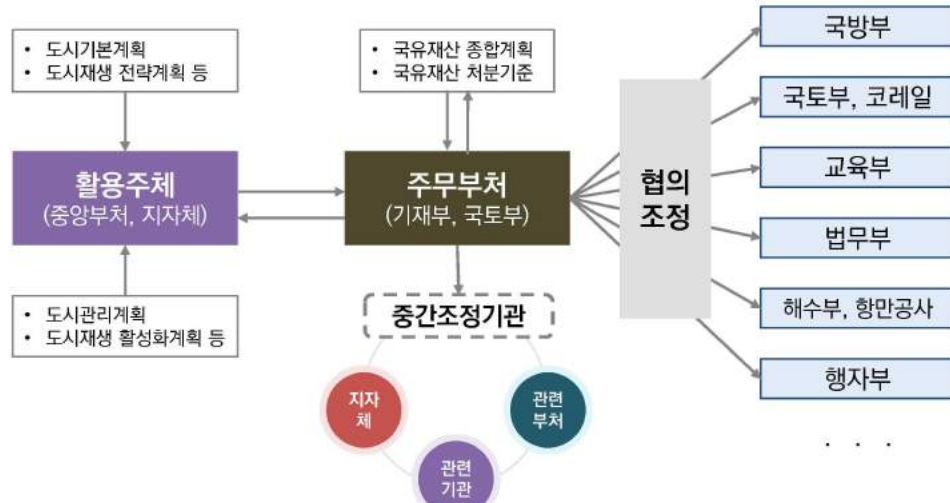 • 도시기본계획
• 도시재생 전략계획 등
• 국유재산 종합계획
• 국유재산 처분기준
활용주체
(중앙부처, 지자체)
주무부처
(기재부, 국토부)
• 도시관리계획
• 도시재생 활성화계획 등
중간조정기관
지자
체
관련
부처
관련
기관
협의
조정
국방부
국토부, 코레일
교육부
법무부
해수부, 항만공사
행자부
. . .